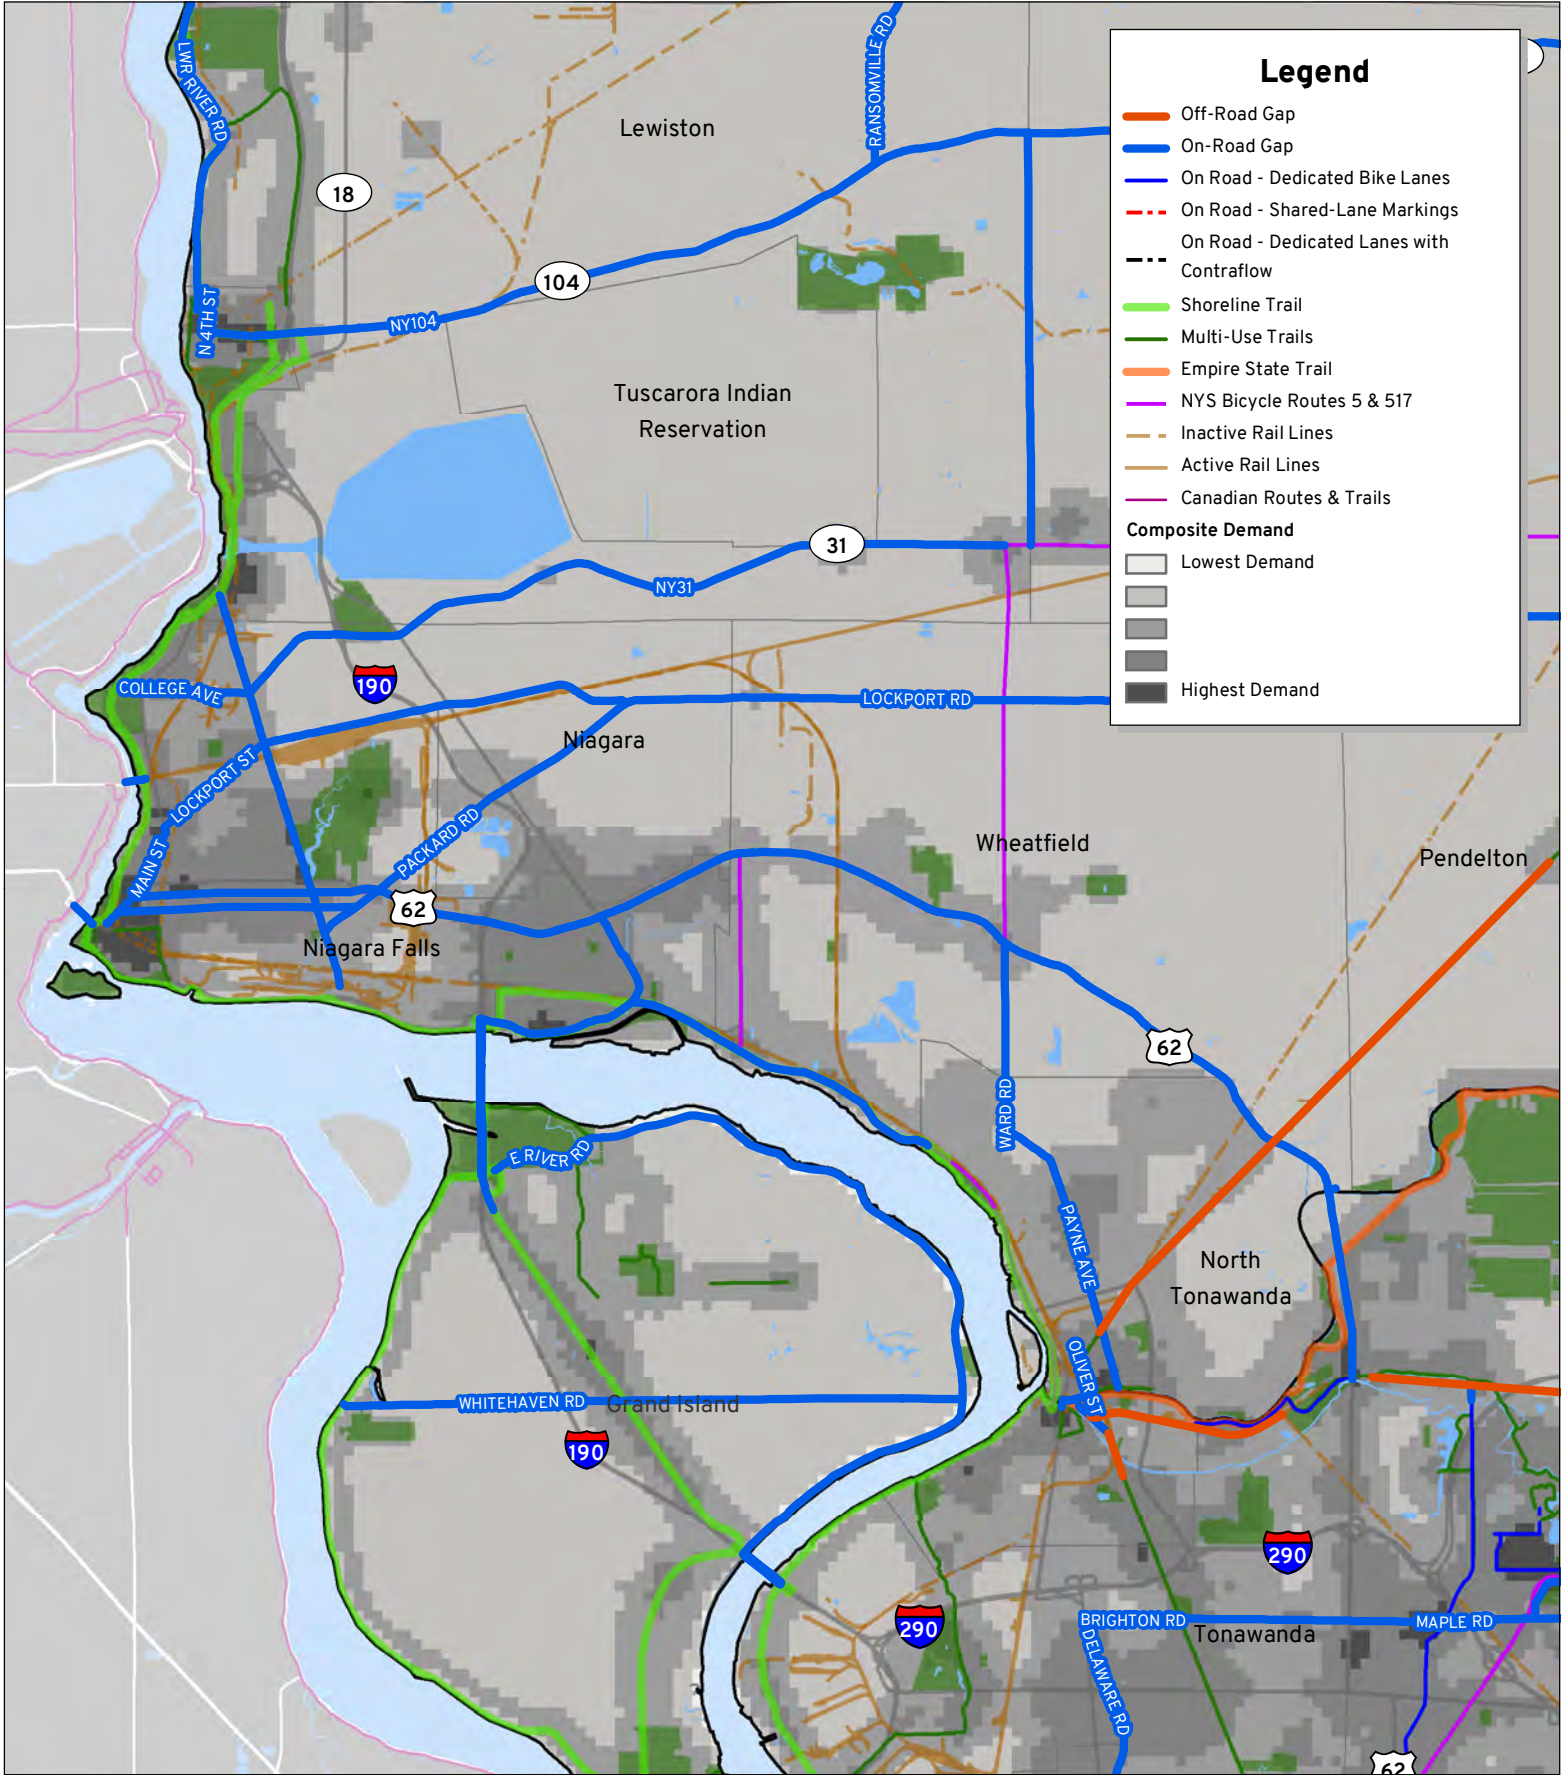 LWR RIVER RD
RANSOMVILLE RD
Lewiston
18
104
N 4TH ST
NY104
Tuscarora Indian
Reservation
31
NY31
COLLEGE AVE
190
LOCKPORT RD
Niagara
LOCKPORT ST
MAIN ST
PACKARD RD
62
Niagara Falls
Wheatfield
Pendelton
62
WARD RD
E RIVER RD
PAYNE AVE
North
Tonawanda
OLIVER ST
WHITEHAVEN RD
Grand Island
190
290
290
BRIGHTON RD
MAPLE RD
Tonawanda
DELAWARE RD
62
Legend
Off-Road Gap
On-Road Gap
On Road - Dedicated Bike Lanes
On Road - Shared-Lane Markings
On Road - Dedicated Lanes with
Contraflow
Shoreline Trail
Multi-Use Trails
Empire State Trail
NYS Bicycle Routes 5 & 517
Inactive Rail Lines
Active Rail Lines
Canadian Routes & Trails
Composite Demand
Lowest Demand
Highest Demand